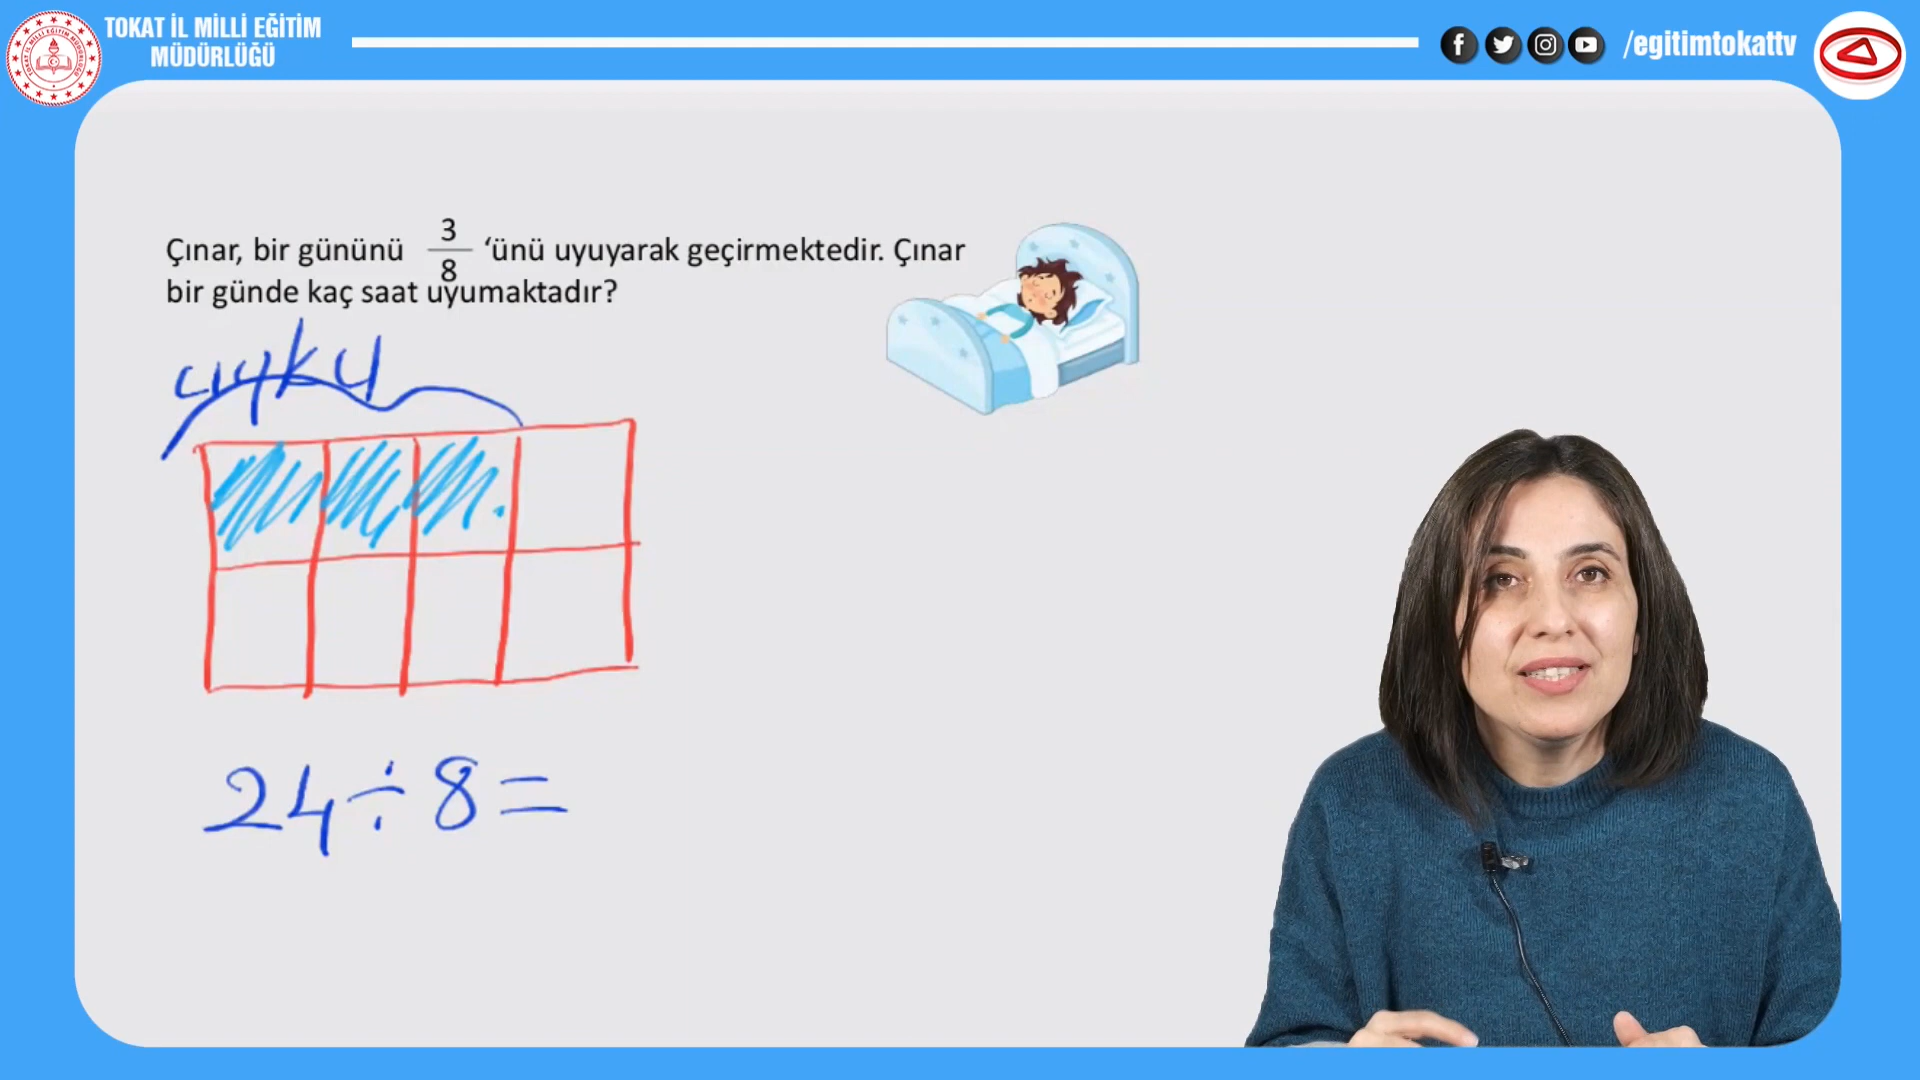 TOKAT İL MİLLİ EĞİTİM
MÜDÜRLÜĞÜ
/egitimtokattv
Çınar, bir gününü 3/8 ‘ünü uyuyarak geçirmektedir. Çınar
bir günde kaç saat uyumaktadır?
uyku
24÷8=